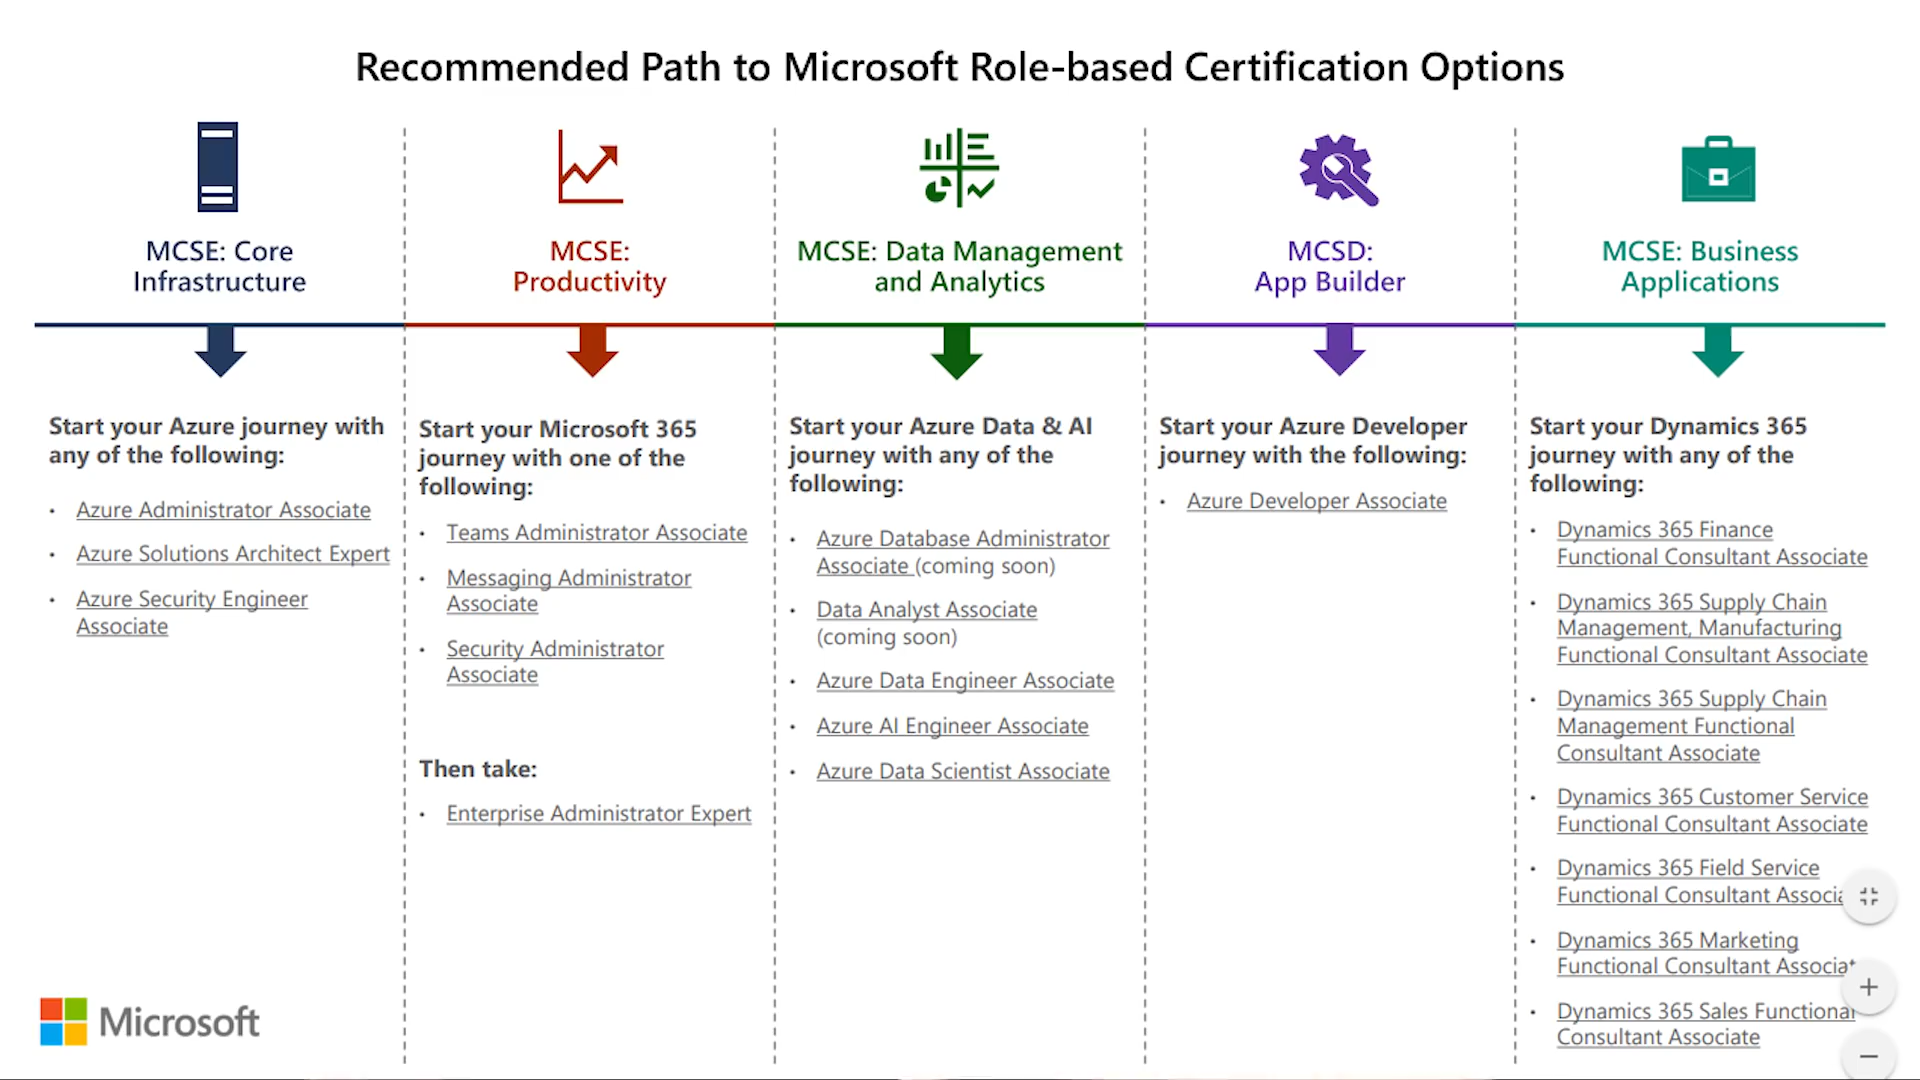 Recommended Path to Microsoft Role-based Certification Options
MCSE: Core
Infrastructure
Start your Azure journey with
any of the following:
• Azure Administrator Associate
• Azure Solutions Architect Expert
• Azure Security Engineer
Associate
MCSE:
Productivity
Start your Microsoft 365
journey with one of the
following:
• Teams Administrator Associate
• Messaging Administrator
Associate
• Security Administrator
Associate
Then take:
• Enterprise Administrator Expert
MCSE: Data Management
and Analytics
Start your Azure Data & AI
journey with any of the
following:
• Azure Database Administrator
Associate (coming soon)
• Data Analyst Associate
(coming soon)
• Azure Data Engineer Associate
• Azure AI Engineer Associate
• Azure Data Scientist Associate
MCSD:
App Builder
Start your Azure Developer
journey with the following:
• Azure Developer Associate
MCSE: Business
Applications
Start your Dynamics 365
journey with any of the
following:
• Dynamics 365 Finance
Functional Consultant Associate
• Dynamics 365 Supply Chain
Management, Manufacturing
Functional Consultant Associate
• Dynamics 365 Supply Chain
Management Functional
Consultant Associate
• Dynamics 365 Customer Service
Functional Consultant Associate
• Dynamics 365 Field Service
Functional Consultant Associa
• Dynamics 365 Marketing
Functional Consultant Associat
• Dynamics 365 Sales Functional
Consultant Associate
Microsoft